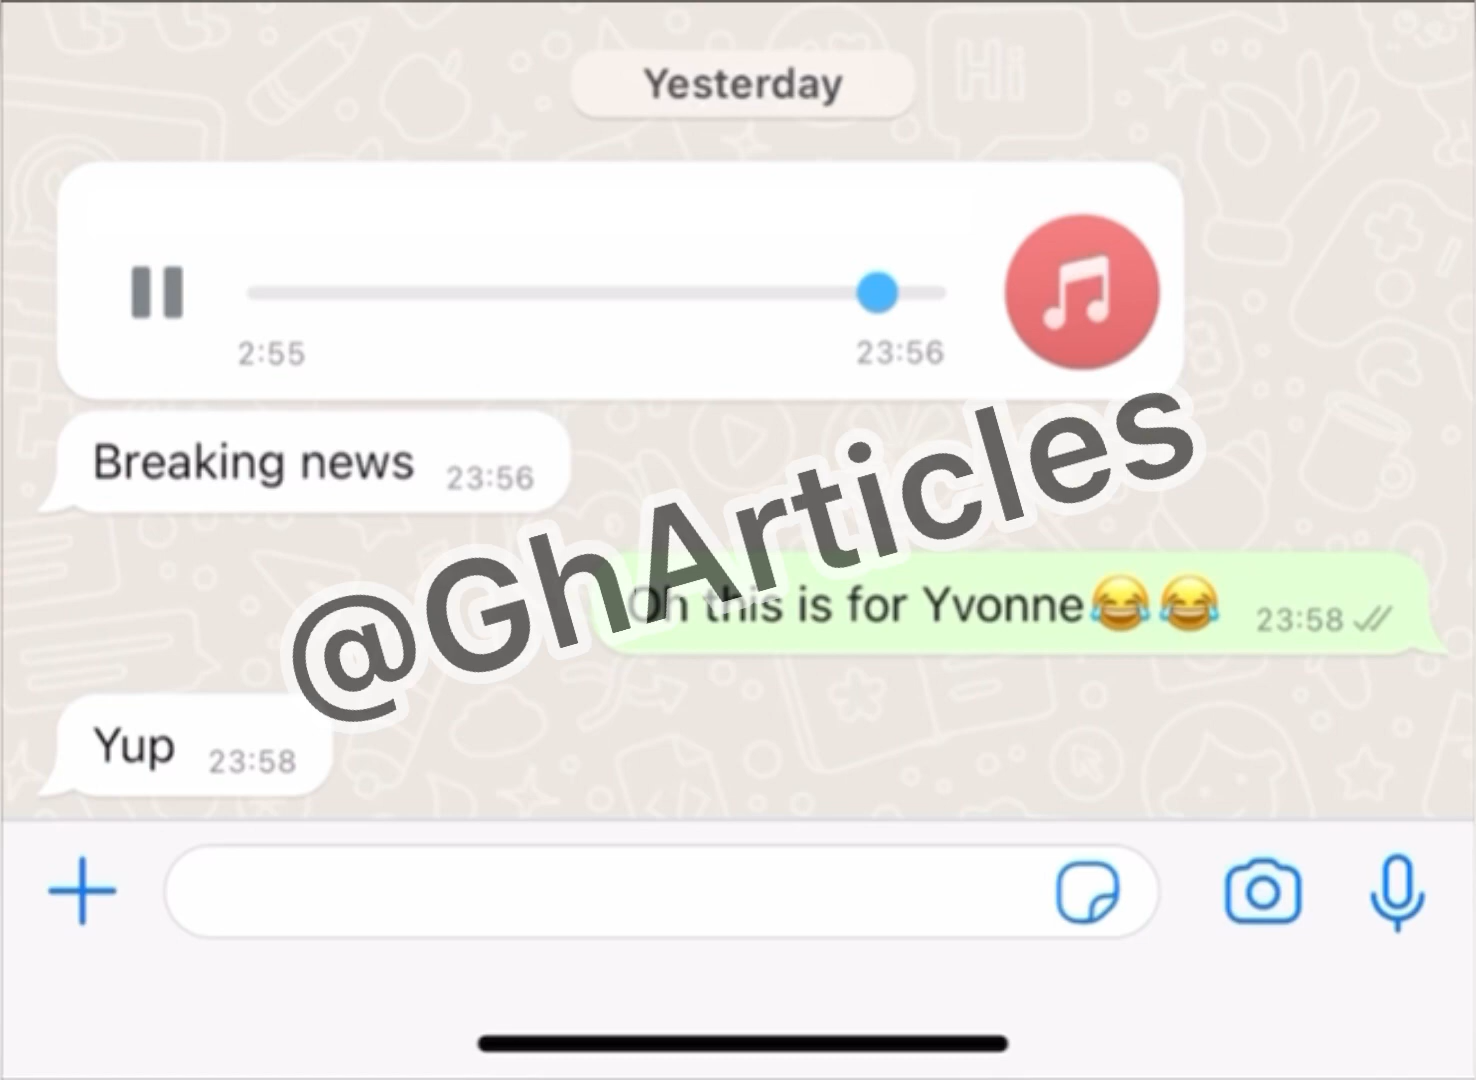 Yesterday
2:55
23:56
Breaking news 23:56
Oh this is for Yvonne😂😂 23:58
@GhArticles
Yup 23:58